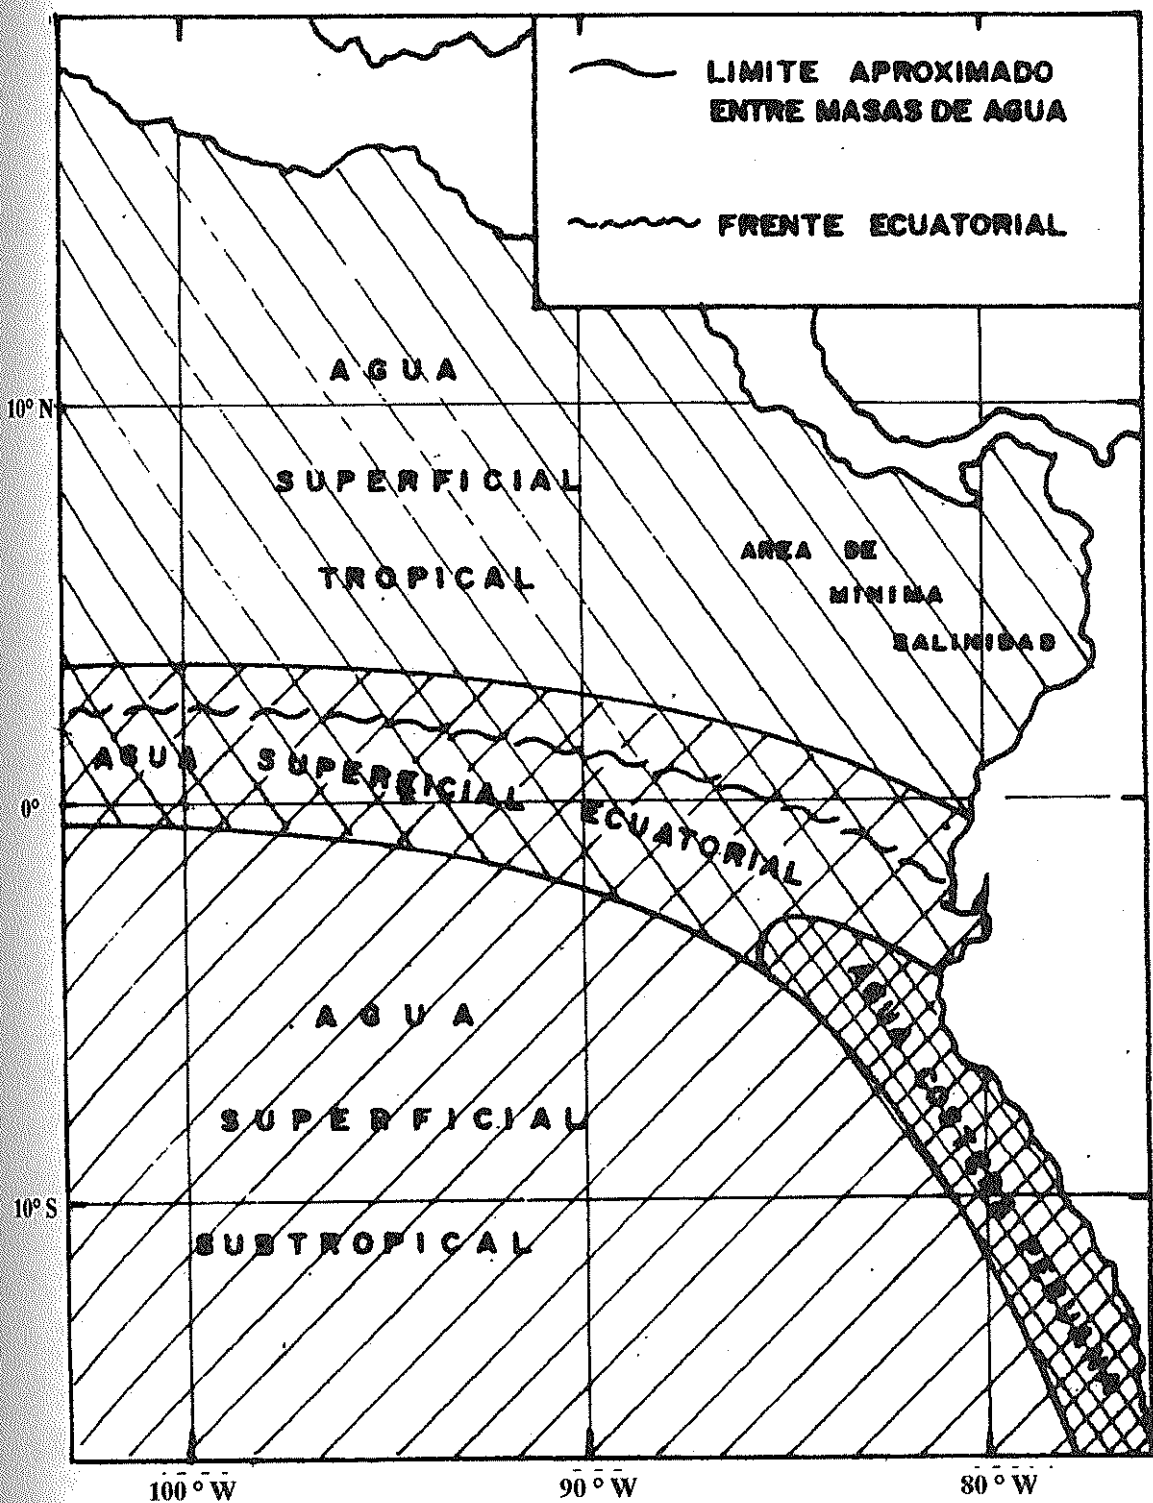 LIMITE APROXIMADO
ENTRE MASAS DE AGUA
FRENTE ECUATORIAL
AGUA
10° N
SUPERFICIAL
AREA DE
TROPICAL
MINIMA
SALINIDAD
AGUA SUPERFICIAL ECUATORIAL
0°
AGUA
SUPERFICIAL
10° S
SUBTROPICAL
100° W
90° W
80° W